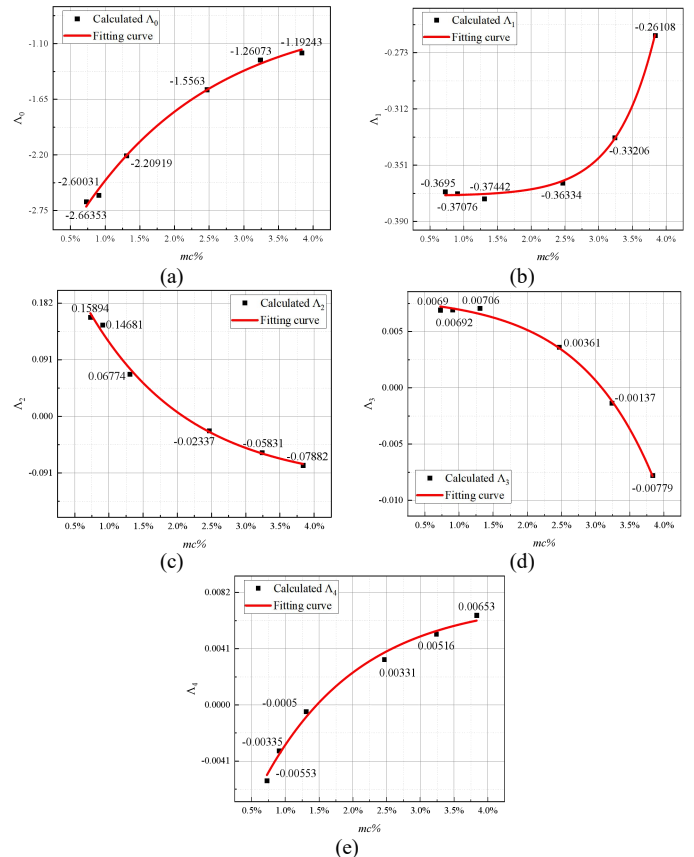 Calculated Λ0
Fitting curve
-1.10
-1.65
-2.20
-2.75
Λ0
-2.66353
-2.60031
-2.20919
-1.5563
-1.26073
-1.19243
0.5% 1.0% 1.5% 2.0% 2.5% 3.0% 3.5% 4.0%
mc%
(a)
Calculated Λ1
Fitting curve
-0.273
-0.312
-0.351
-0.390
Λ1
-0.3695
-0.37076
-0.37442
-0.36334
-0.33206
-0.26108
0.5% 1.0% 1.5% 2.0% 2.5% 3.0% 3.5% 4.0%
mc%
(b)
Calculated Λ2
Fitting curve
0.182
0.091
0.000
-0.091
Λ2
0.15894
0.14681
0.06774
-0.02337
-0.05831
-0.07882
0.5% 1.0% 1.5% 2.0% 2.5% 3.0% 3.5% 4.0%
mc%
(c)
Calculated Λ3
Fitting curve
0.005
0.000
-0.005
-0.010
Λ3
0.0069
0.00692
0.00706
0.00361
-0.00137
-0.00779
0.5% 1.0% 1.5% 2.0% 2.5% 3.0% 3.5% 4.0%
mc%
(d)
Calculated Λ4
Fitting curve
0.0082
0.0041
0.0000
-0.0041
Λ4
-0.00553
-0.00335
-0.0005
0.00331
0.00516
0.00653
0.5% 1.0% 1.5% 2.0% 2.5% 3.0% 3.5% 4.0%
mc%
(e)